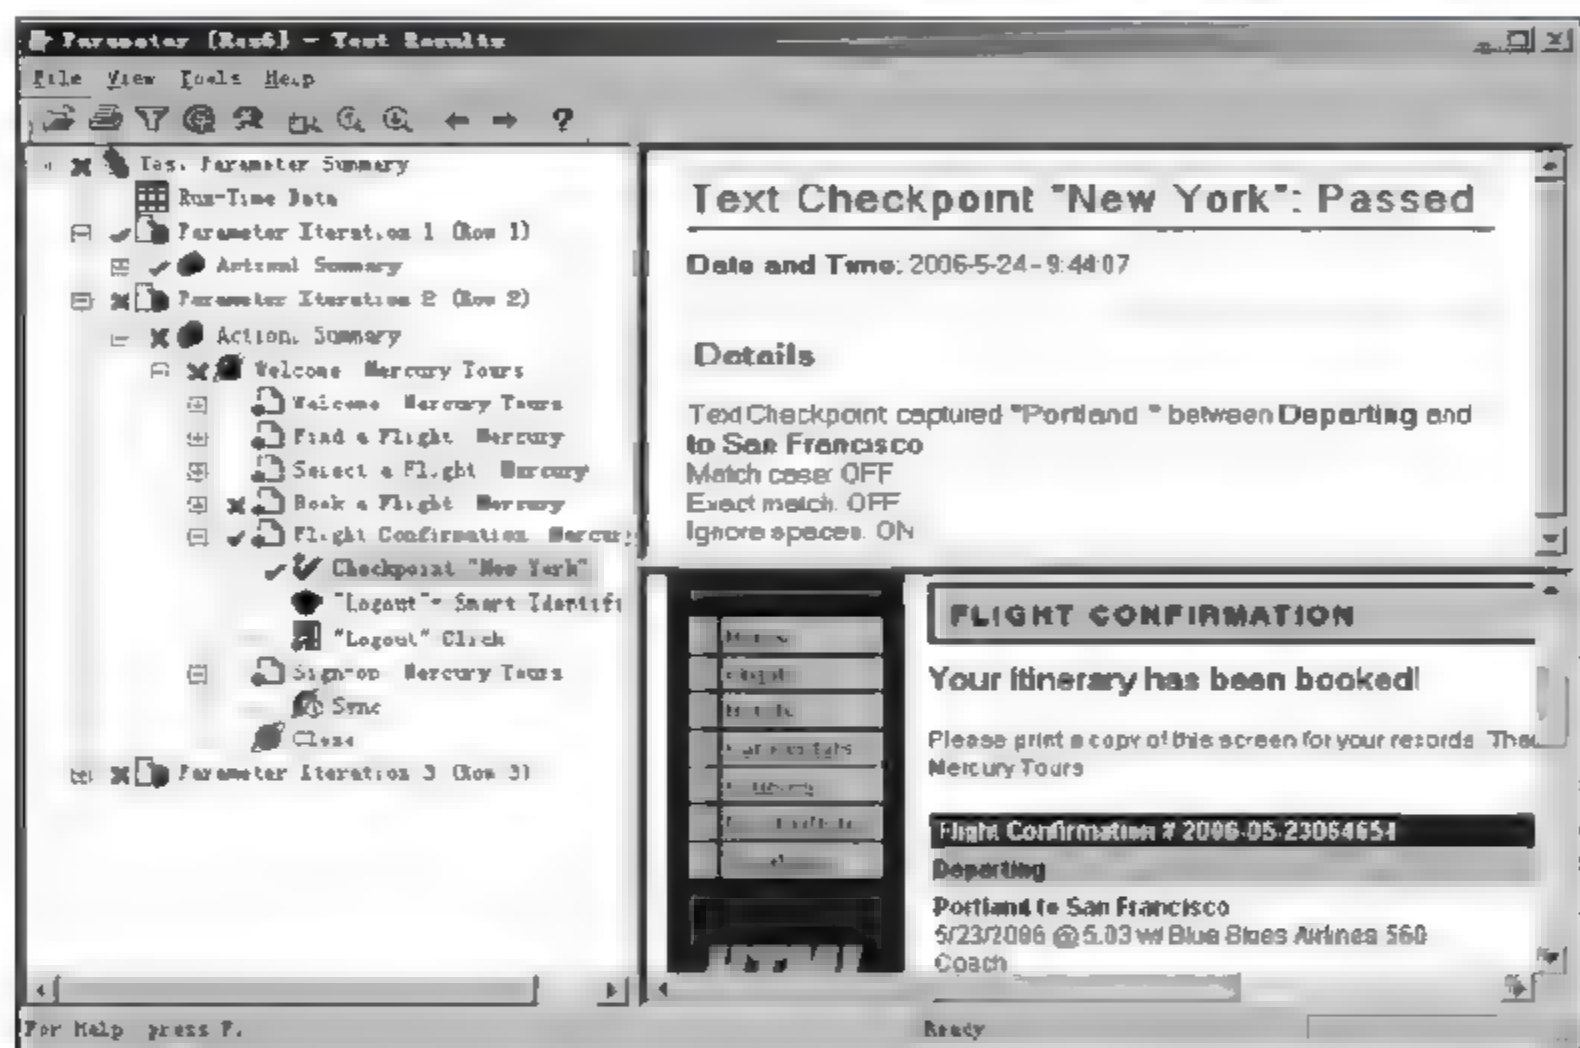 Parameter [Res6] - Test Results
File View Tools Help
Test Parameter Summary
Run-Time Data
Parameter Iteration 1 (Row 1)
Action1 Summary
Parameter Iteration 2 (Row 2)
Action1 Summary
Welcome Mercury Tours
Welcome Mercury Tours
Find a Flight Mercury
Select a Flight Mercury
Book a Flight Mercury
Flight Confirmation Mercury
Checkpoint "New York"
"Logout"- Smart Identifi
"Logout" Click
Sign-on Mercury Tours
Sync
Close
Parameter Iteration 3 (Row 3)
Text Checkpoint "New York": Passed
Date and Time: 2006-5-24 - 9:44:07
Details
Text Checkpoint captured "Portland " between Departing and
to San Francisco
Match case: OFF
Exact match: OFF
Ignore spaces: ON
FLIGHT CONFIRMATION
Your itinerary has been booked!
Please print a copy of this screen for your records. Than
Mercury Tours
Flight Confirmation # 2006-05-23064654
Departing
Portland to San Francisco
5/23/2006 @ 5:03 w/ Blue Skies Airlines 360
Coach
For Help press F1
Ready